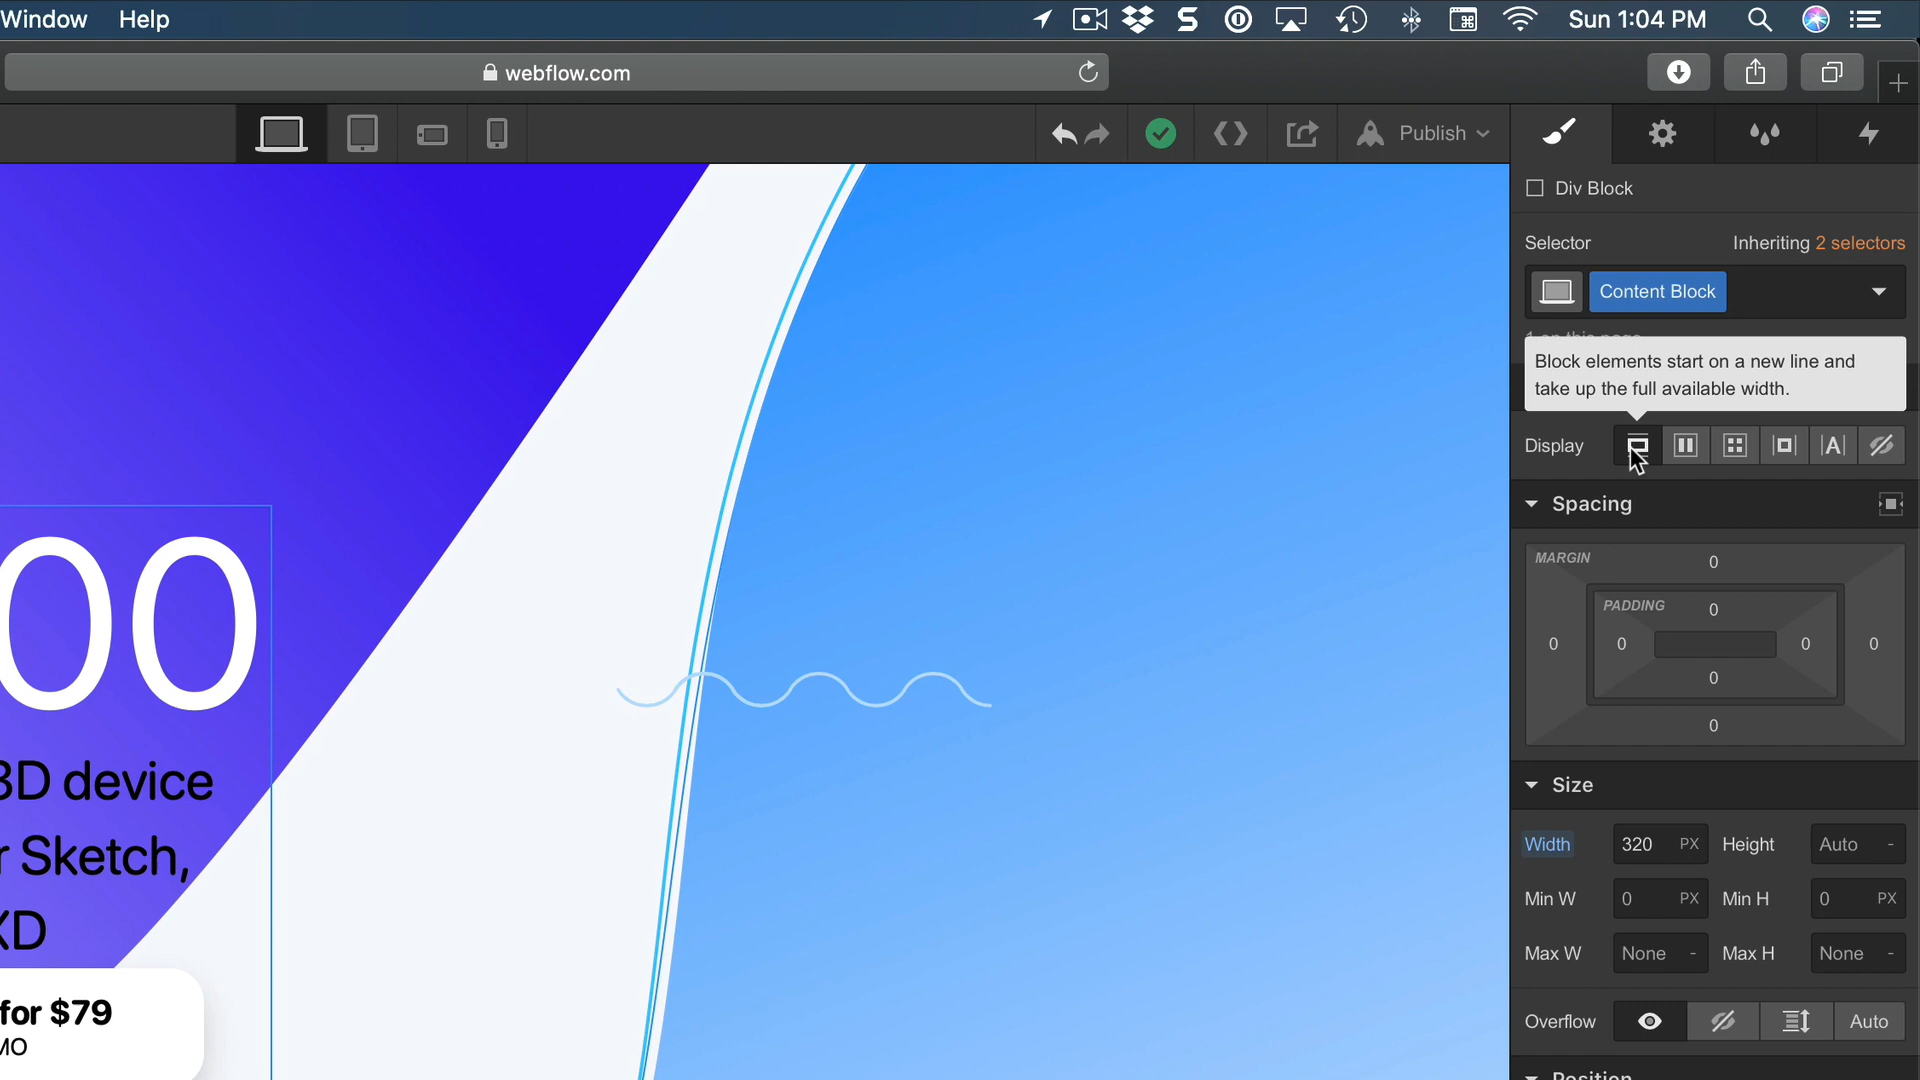 Window Help
Sun 1:04 PM
webflow.com
Publish
Div Block
Selector
Inheriting 2 selectors
Content Block
Block elements start on a new line and
take up the full available width.
Display
Spacing
MARGIN
0
PADDING
0
0
0
0
0
0
0
Size
Width 320 PX Height Auto -
Min W 0 PX Min H 0 PX
Max W None - Max H None -
Overflow Auto
Position
00
3D device
r Sketch,
XD
for $79
MO